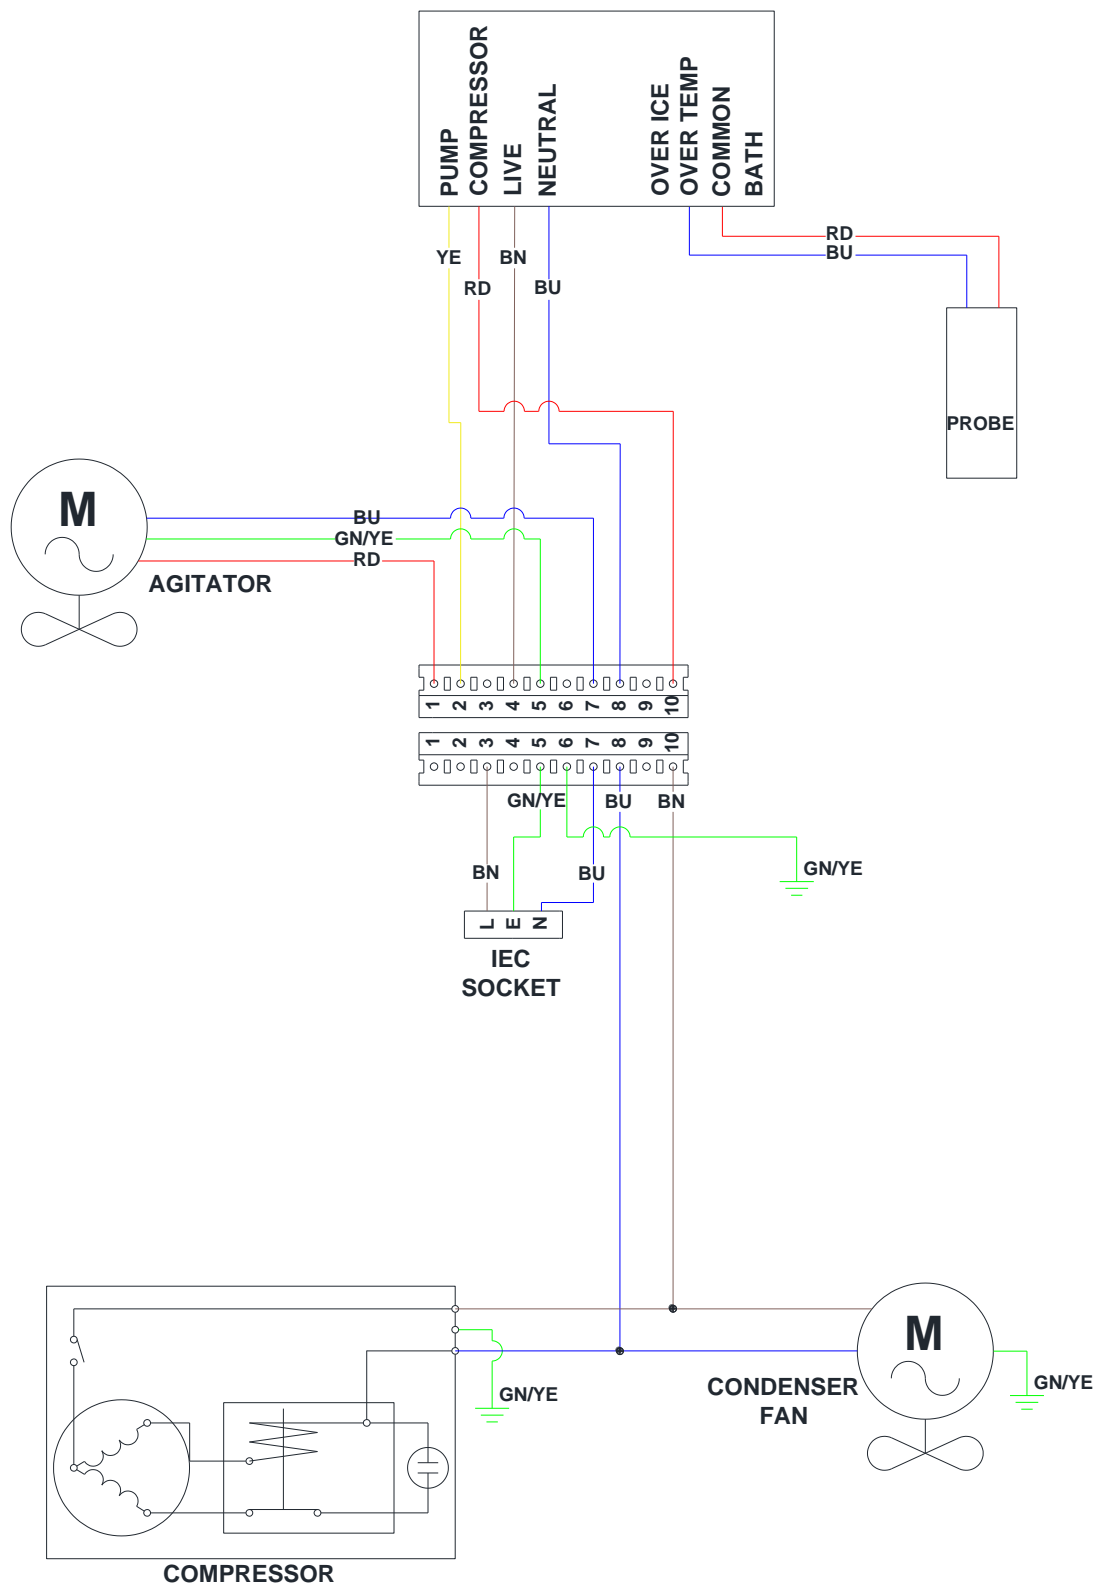 PUMP
COMPRESSOR
LIVE
NEUTRAL
OVER ICE
OVER TEMP
COMMON
BATH
YE
RD
BN
BU
RD
BU
PROBE
M
BU
GN/YE
RD
AGITATOR
1 2 3 4 5 6 7 8 9 10
1 2 3 4 5 6 7 8 9 10
GN/YE BU BN
BN BU GN/YE
L E N
IEC
SOCKET
M
GN/YE
CONDENSER
FAN
GN/YE
COMPRESSOR